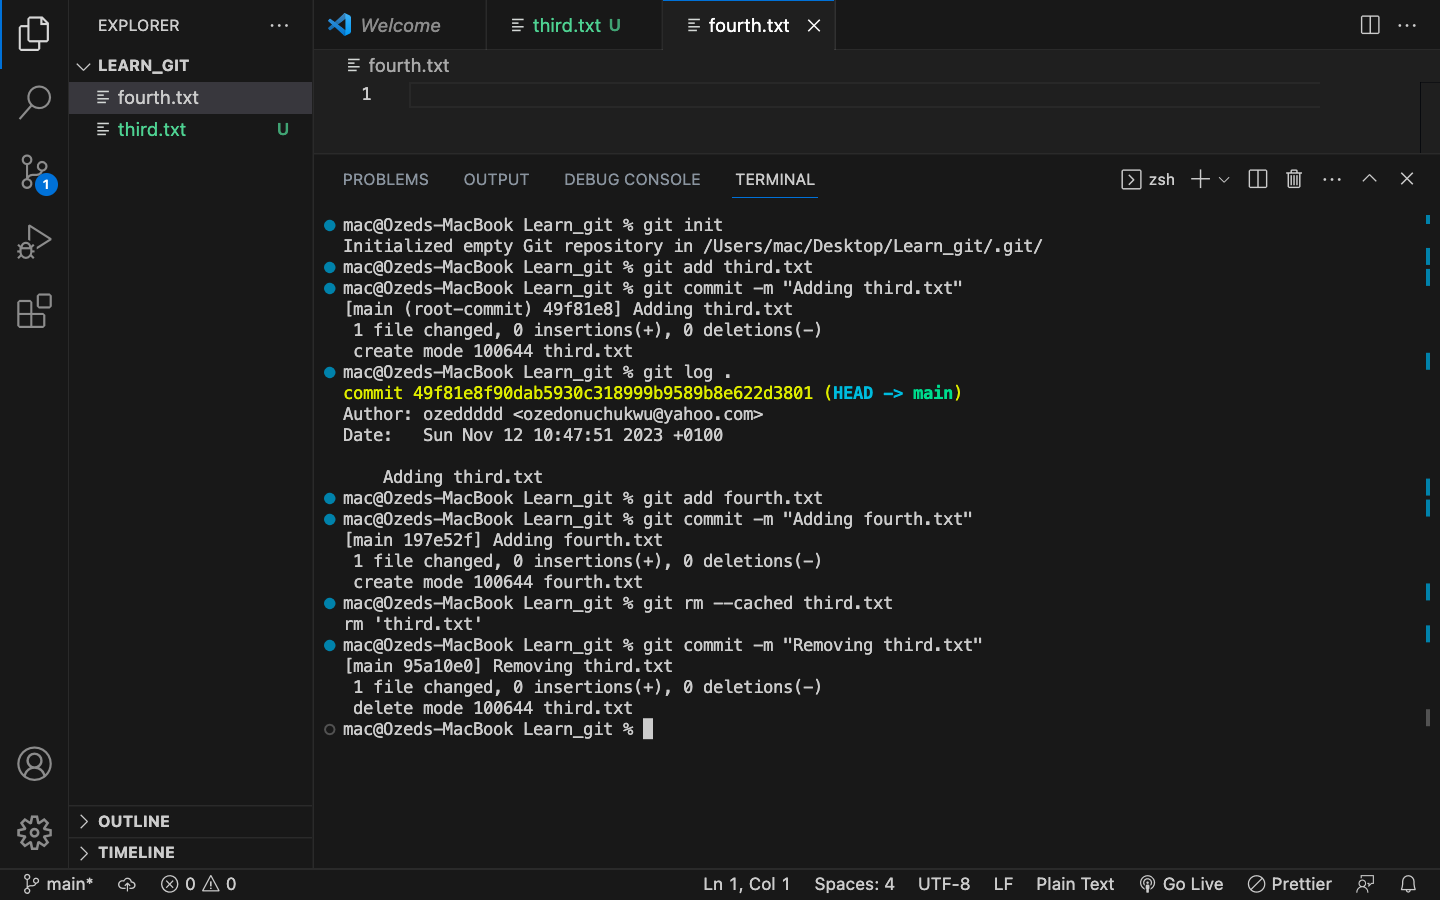 EXPLORER
LEARN_GIT
fourth.txt
third.txt U
1
OUTLINE
TIMELINE
Welcome
third.txt U
fourth.txt
fourth.txt
1
PROBLEMS OUTPUT DEBUG CONSOLE TERMINAL
zsh
mac@Ozeds-MacBook Learn_git % git init
Initialized empty Git repository in /Users/mac/Desktop/Learn_git/.git/
mac@Ozeds-MacBook Learn_git % git add third.txt
mac@Ozeds-MacBook Learn_git % git commit -m "Adding third.txt"
[main (root-commit) 49f81e8] Adding third.txt
1 file changed, 0 insertions(+), 0 deletions(-)
create mode 100644 third.txt
mac@Ozeds-MacBook Learn_git % git log .
commit 49f81e8f90dab5930c318999b9589b8e622d3801 (HEAD -> main)
Author: ozeddddd <ozedonuchukwu@yahoo.com>
Date:   Sun Nov 12 10:47:51 2023 +0100
Adding third.txt
mac@Ozeds-MacBook Learn_git % git add fourth.txt
mac@Ozeds-MacBook Learn_git % git commit -m "Adding fourth.txt"
[main 197e52f] Adding fourth.txt
1 file changed, 0 insertions(+), 0 deletions(-)
create mode 100644 fourth.txt
mac@Ozeds-MacBook Learn_git % git rm --cached third.txt
rm 'third.txt'
mac@Ozeds-MacBook Learn_git % git commit -m "Removing third.txt"
[main 95a10e0] Removing third.txt
1 file changed, 0 insertions(+), 0 deletions(-)
delete mode 100644 third.txt
mac@Ozeds-MacBook Learn_git %
main* 0 0 Ln 1, Col 1 Spaces: 4 UTF-8 LF Plain Text Go Live Prettier